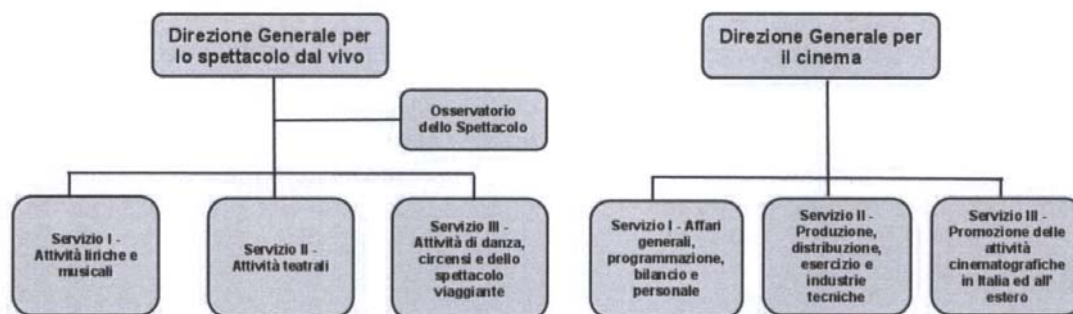 Direzione Generale per
lo spettacolo dal vivo
Osservatorio
dello Spettacolo
Servizio I -
Attività liriche e
musicali
Servizio II -
Attività teatrali
Servizio III -
Attività di danza,
circensi e dello
spettacolo
viaggiante
Direzione Generale per
il cinema
Servizio I - Affari
generali,
programmazione,
bilancio e
personale
Servizio II -
Produzione,
distribuzione,
esercizio e
industrie
tecniche
Servizio III -
Promozione delle
attività
cinematografiche
in Italia ed all'
estero